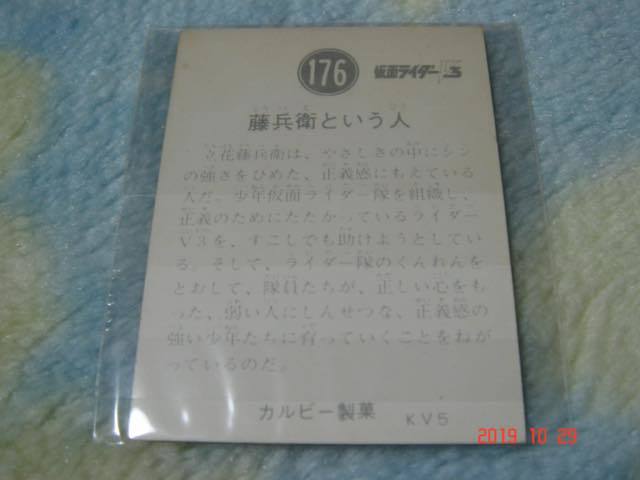 176 仮面ライダーV3
藤兵衛という人
立花藤兵衛は、やさしさの中にシン
の強さをひめた、正義感にもえている
人だ。少年仮面ライダー隊を組織し、
正義のためにたたかっているライダー
V3を、すこしでも助けようとしてい
る。そして、ライダー隊のくんれんを
とおして、隊員たちが、正しい心をも
った、弱い人にしんせつな、正義感の
強い少年たちに育っていくことをねが
っているのだ。
カルビー製菓 KV5
2019 10 29